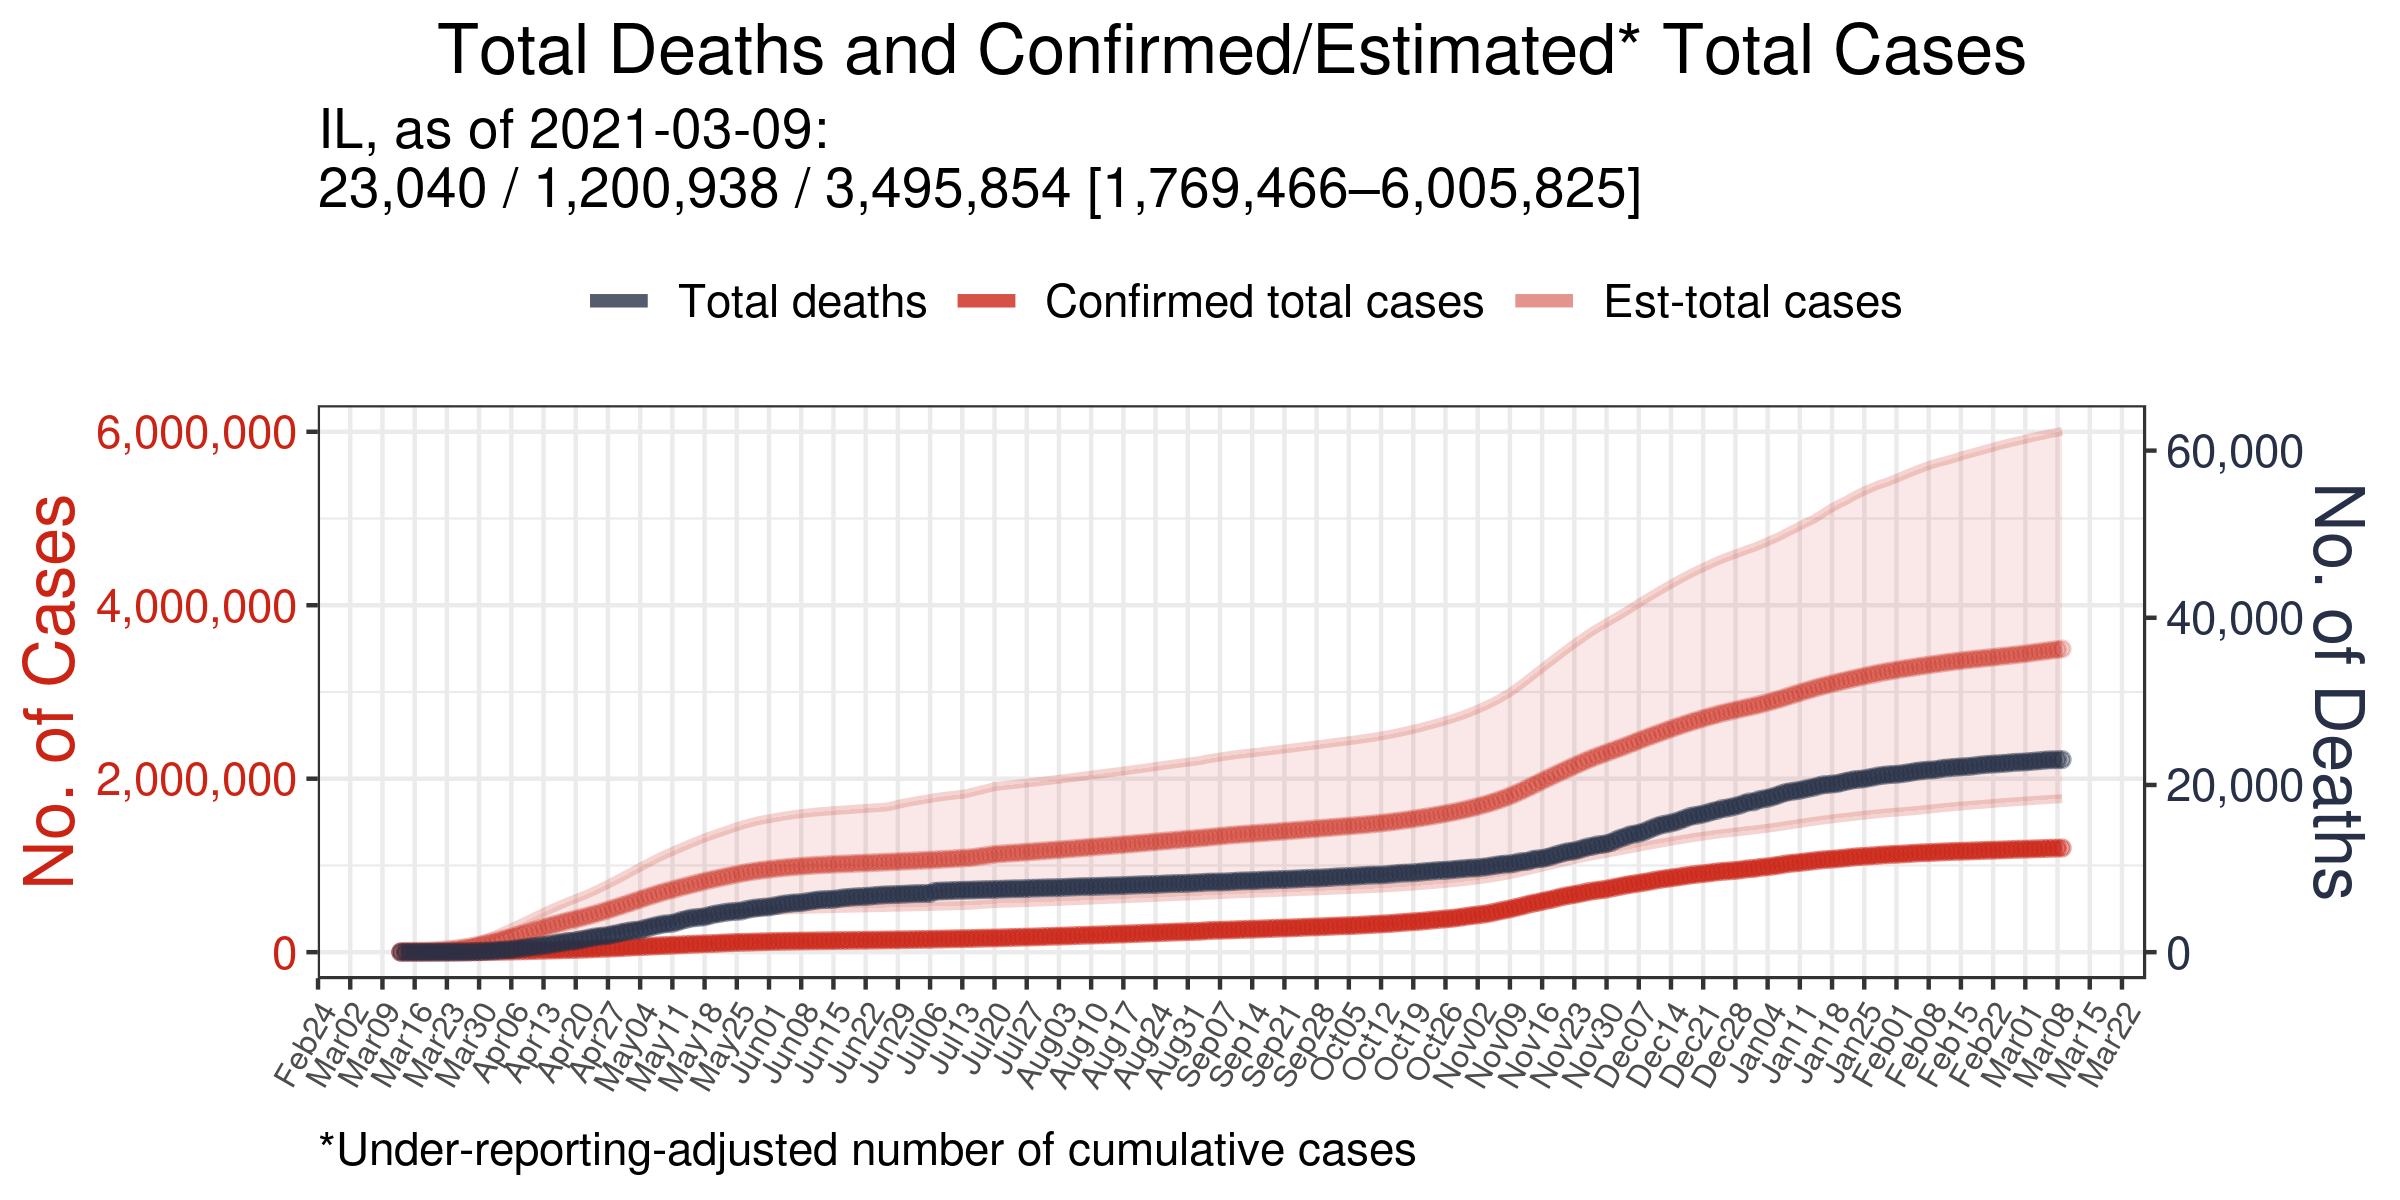 Total Deaths and Confirmed/Estimated* Total Cases
IL, as of 2021-03-09:
23,040 / 1,200,938 / 3,495,854 [1,769,466–6,005,825]
Total deaths
Confirmed total cases
Est-total cases
No. of Cases
6,000,000
4,000,000
2,000,000
0
60,000
40,000
20,000
0
No. of Deaths
Feb24
Mar02
Mar09
Mar16
Mar23
Mar30
Apr06
Apr13
Apr20
Apr27
May04
May11
May18
May25
Jun01
Jun08
Jun15
Jun22
Jun29
Jul06
Jul13
Jul20
Jul27
Aug03
Aug10
Aug17
Aug24
Aug31
Sep07
Sep14
Sep21
Sep28
Oct05
Oct12
Oct19
Oct26
Nov02
Nov09
Nov16
Nov23
Nov30
Dec07
Dec14
Dec21
Dec28
Jan04
Jan11
Jan18
Jan25
Feb01
Feb08
Feb15
Feb22
Mar01
Mar08
Mar15
Mar22
*Under-reporting-adjusted number of cumulative cases